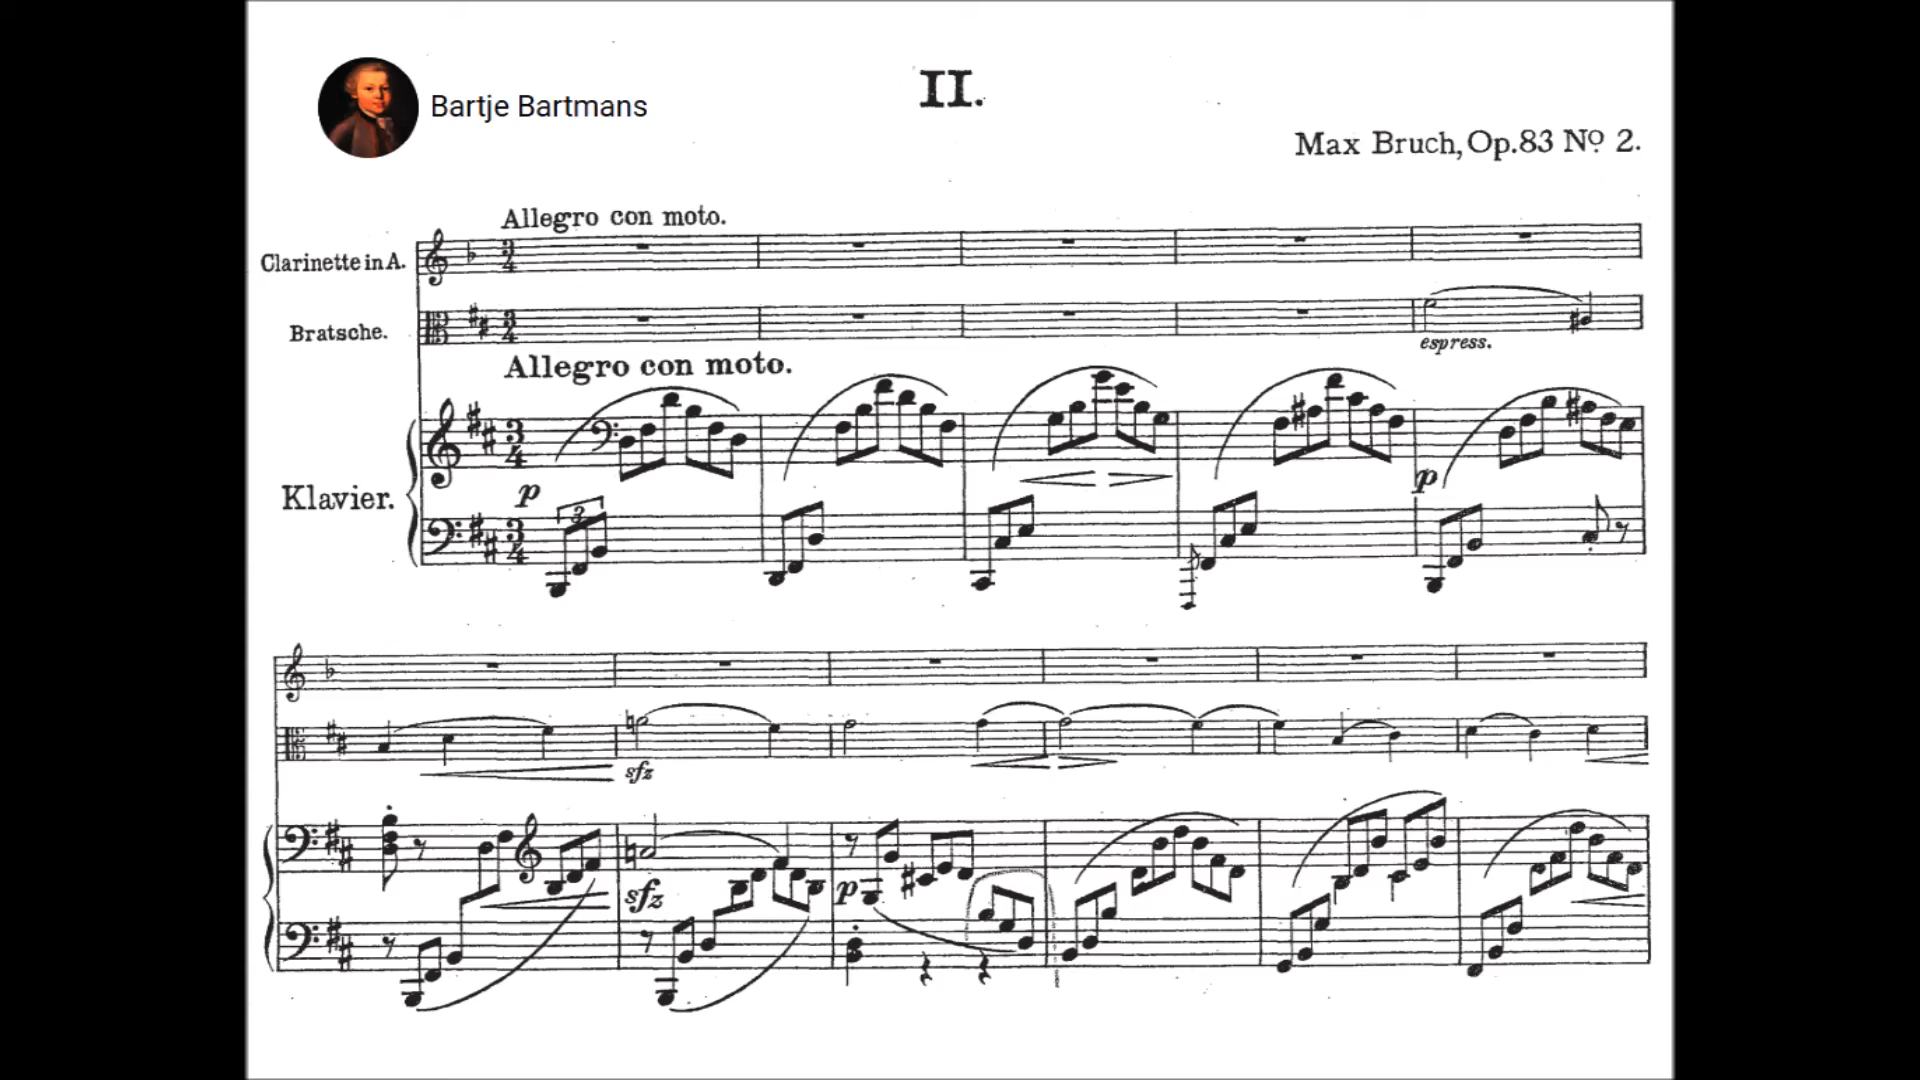 Bartje Bartmans
II.
Max Bruch, Op.83 No 2.
Allegro con moto.
Clarinette in A.
Bratsche.
espress.
Allegro con moto.
Klavier.
p
3
p
sfz
sfz
p